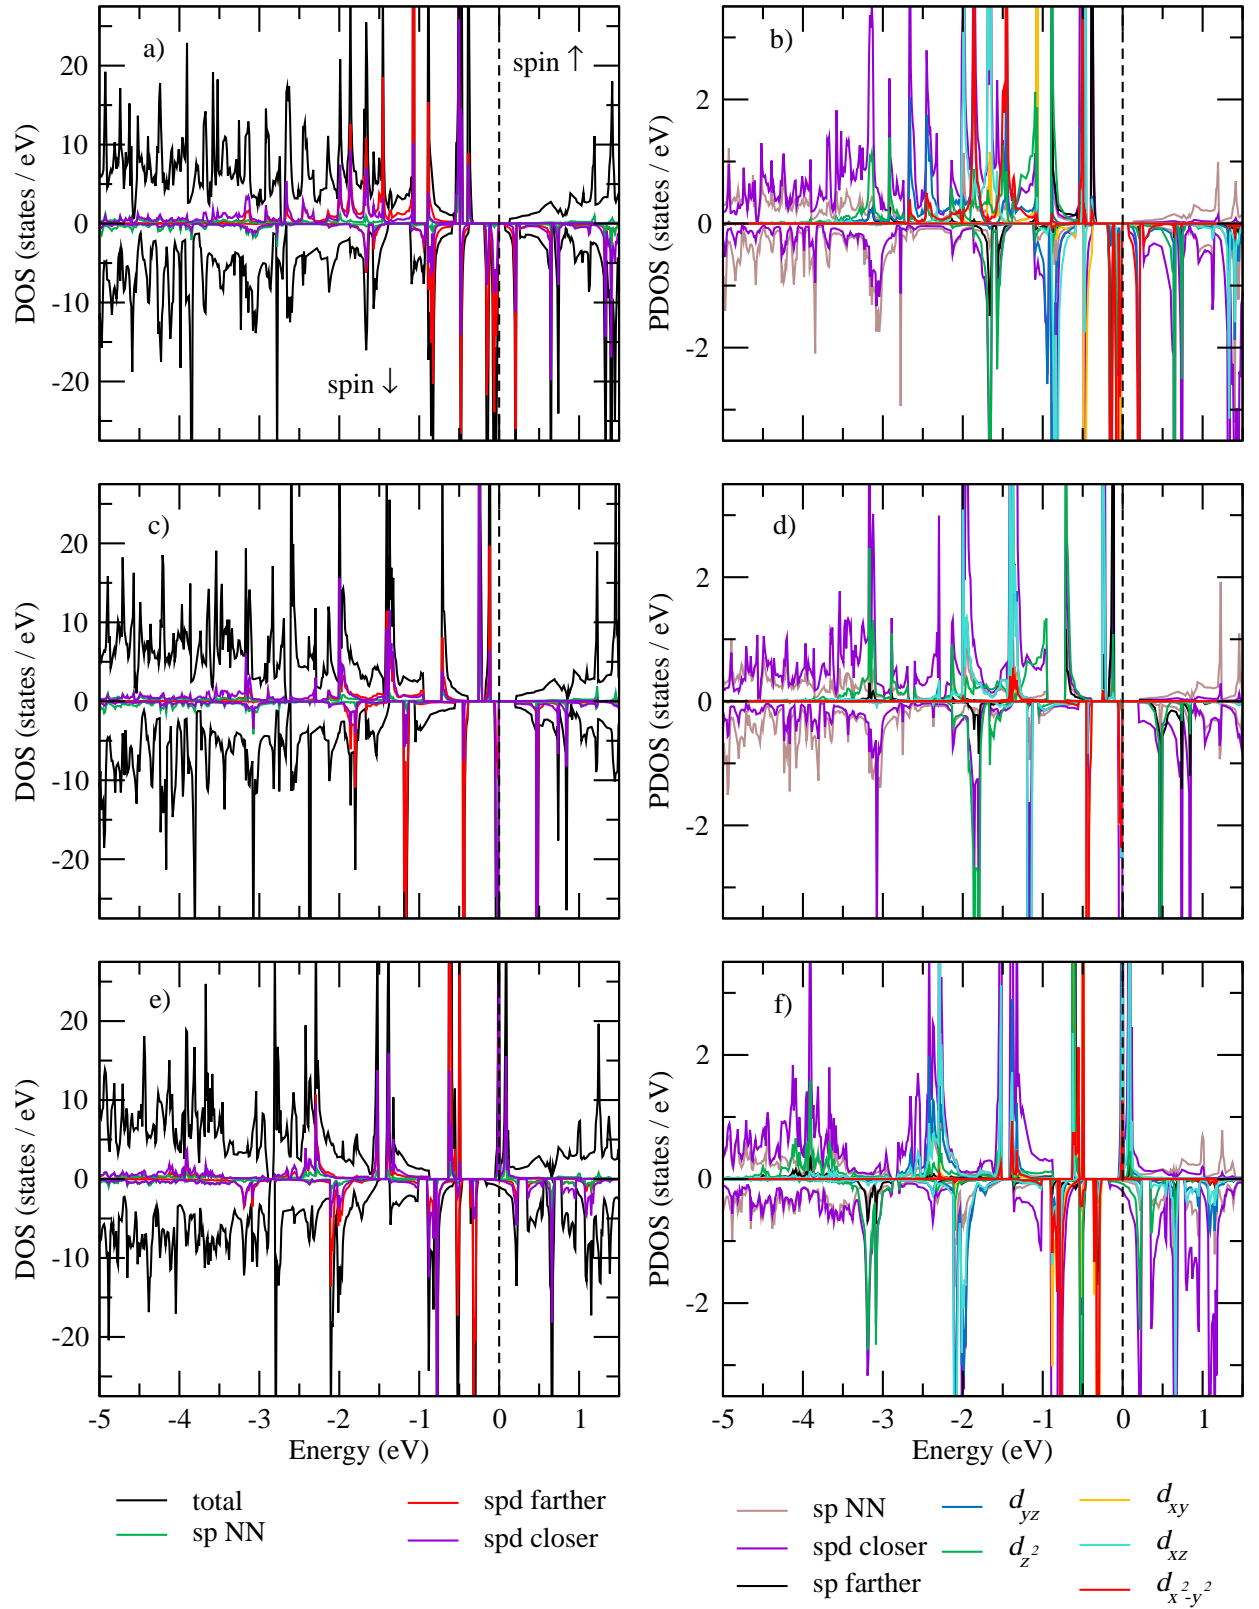 a)
spin ↑
spin ↓
DOS (states / eV)
20
10
0
-10
-20
b)
PDOS (states / eV)
2
0
-2
c)
DOS (states / eV)
20
10
0
-10
-20
d)
PDOS (states / eV)
2
0
-2
e)
DOS (states / eV)
20
10
0
-10
-20
-5 -4 -3 -2 -1 0 1
Energy (eV)
f)
PDOS (states / eV)
2
0
-2
-5 -4 -3 -2 -1 0 1
Energy (eV)
total
sp NN
spd farther
spd closer
sp NN
spd closer
sp farther
d_yz
d_z²
d_xy
d_xz
d_x²-y²